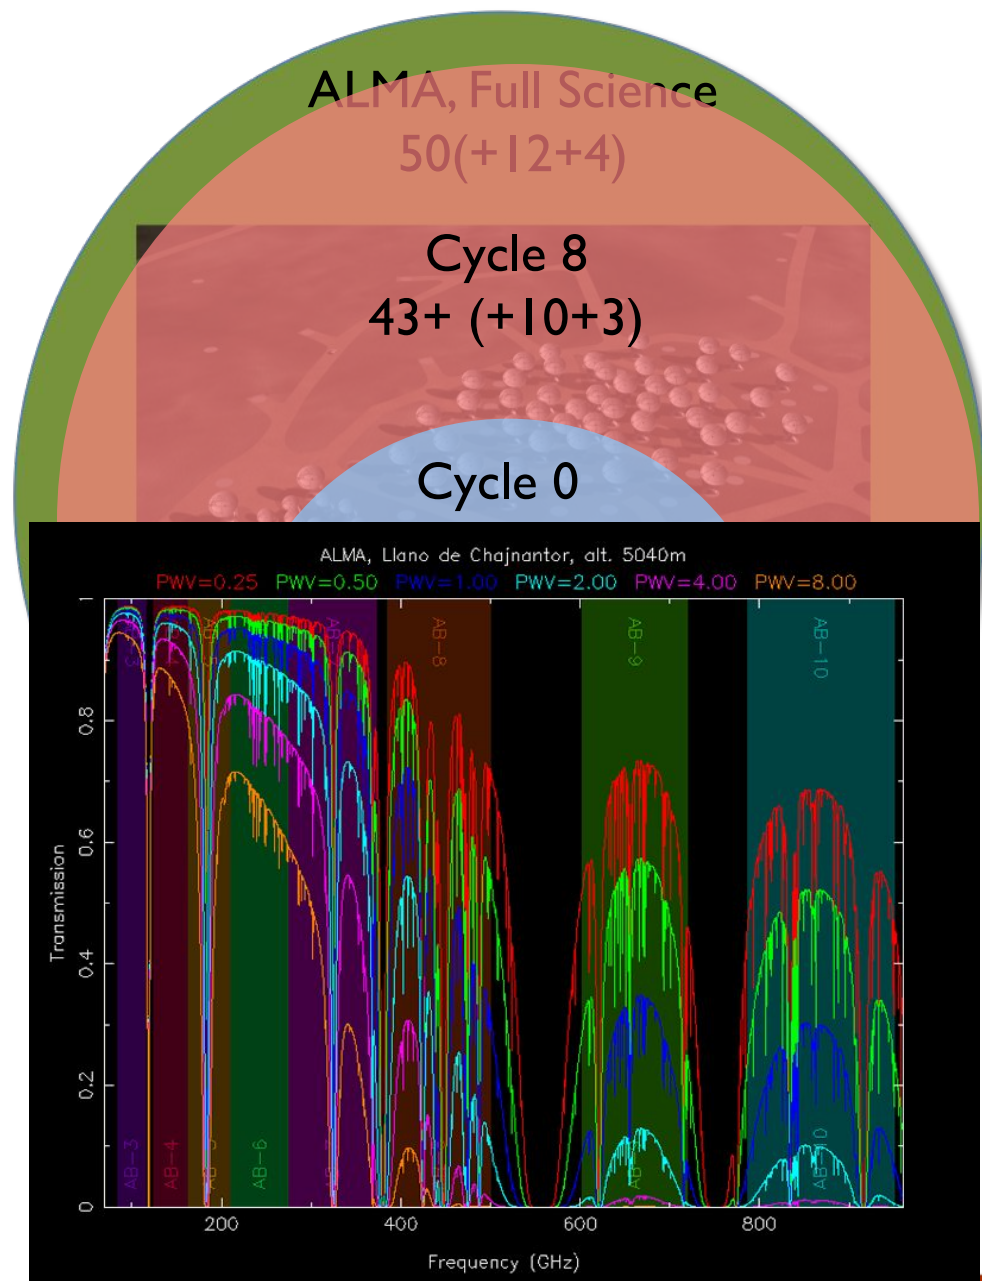 ALMA, Full Science
50(+12+4)
Cycle 8
43+ (+10+3)
Cycle 0
ALMA, Llano de Chajnantor, alt. 5040m
PWV=0.25 PWV=0.50 PWV=1.00 PWV=2.00 PWV=4.00 PWV=8.00
AB-8
AB-9
AB-10
Transmission
1
0.8
0.6
0.4
0.2
0
AB-3
AB-4
AB-6
200
400
600
800
Frequency (GHz)